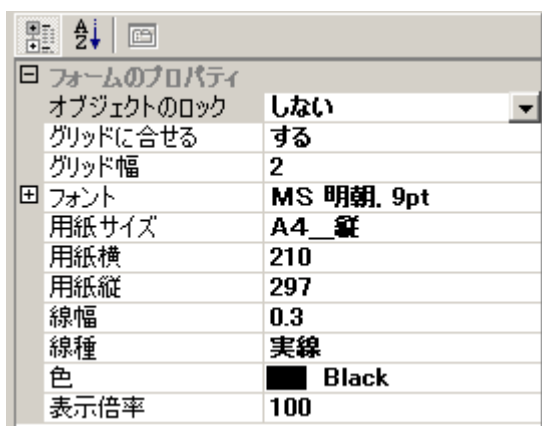 フォームのプロパティ
オブジェクトのロック しない
グリッドに合せる する
グリッド幅 2
フォント MS 明朝, 9pt
用紙サイズ A4__縦
用紙横 210
用紙縦 297
線幅 0.3
線種 実線
色 Black
表示倍率 100